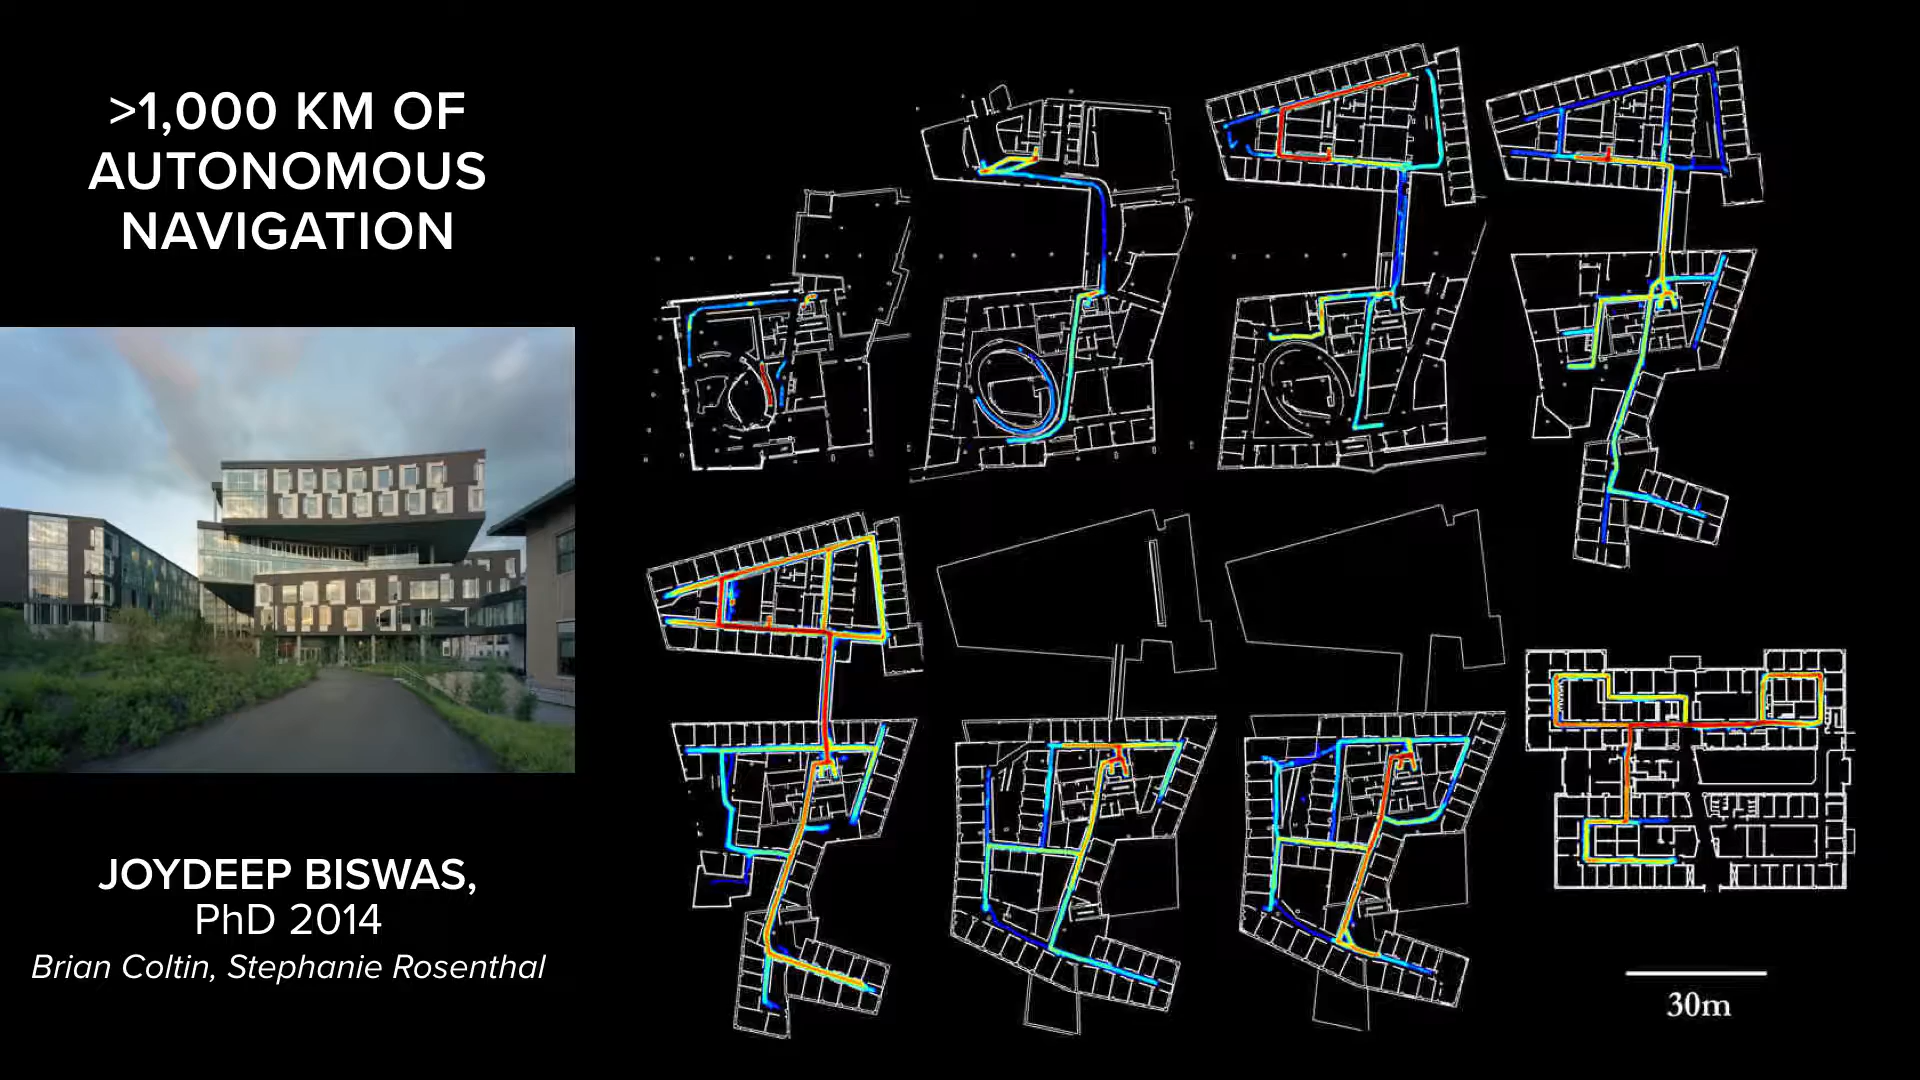 >1,000 KM OF
AUTONOMOUS
NAVIGATION
JOYDEEP BISWAS,
PhD 2014
Brian Coltin, Stephanie Rosenthal
30m